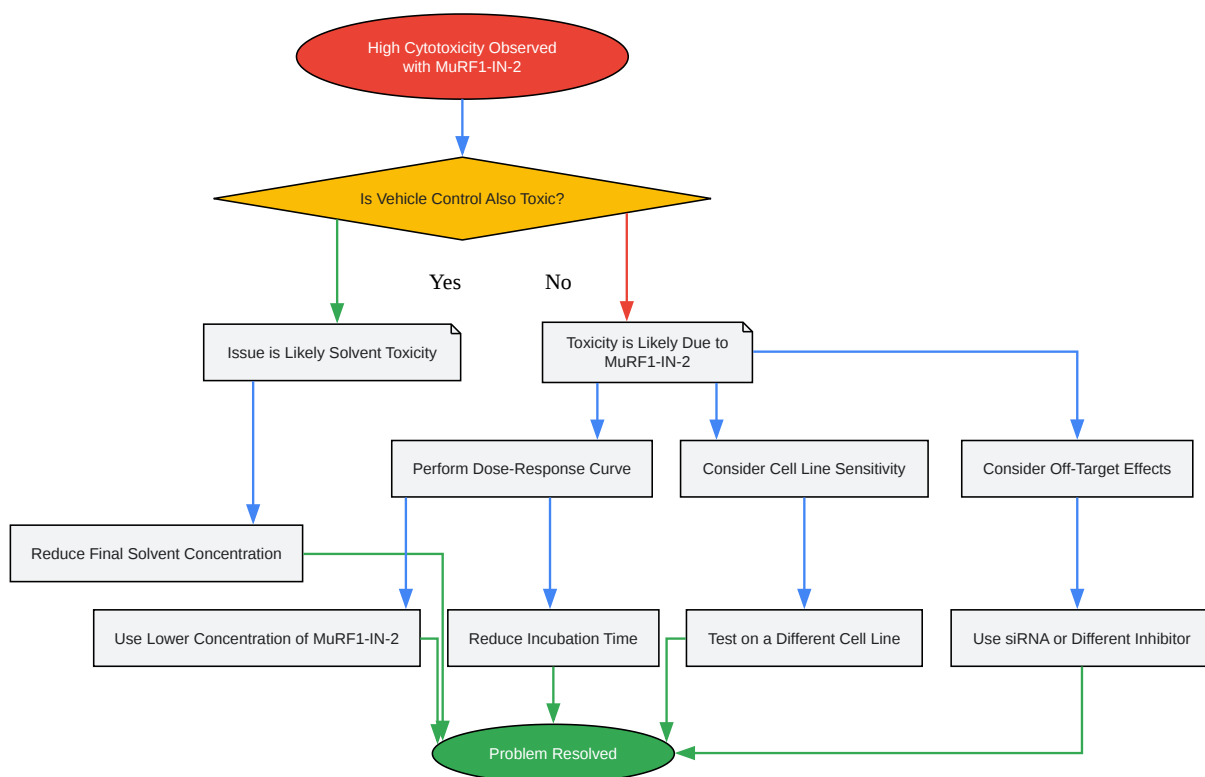 High Cytotoxicity Observed
with MuRF1-IN-2
Is Vehicle Control Also Toxic?
Yes
No
Issue is Likely Solvent Toxicity
Toxicity is Likely Due to
MuRF1-IN-2
Perform Dose-Response Curve
Consider Cell Line Sensitivity
Consider Off-Target Effects
Reduce Final Solvent Concentration
Use Lower Concentration of MuRF1-IN-2
Reduce Incubation Time
Test on a Different Cell Line
Use siRNA or Different Inhibitor
Problem Resolved